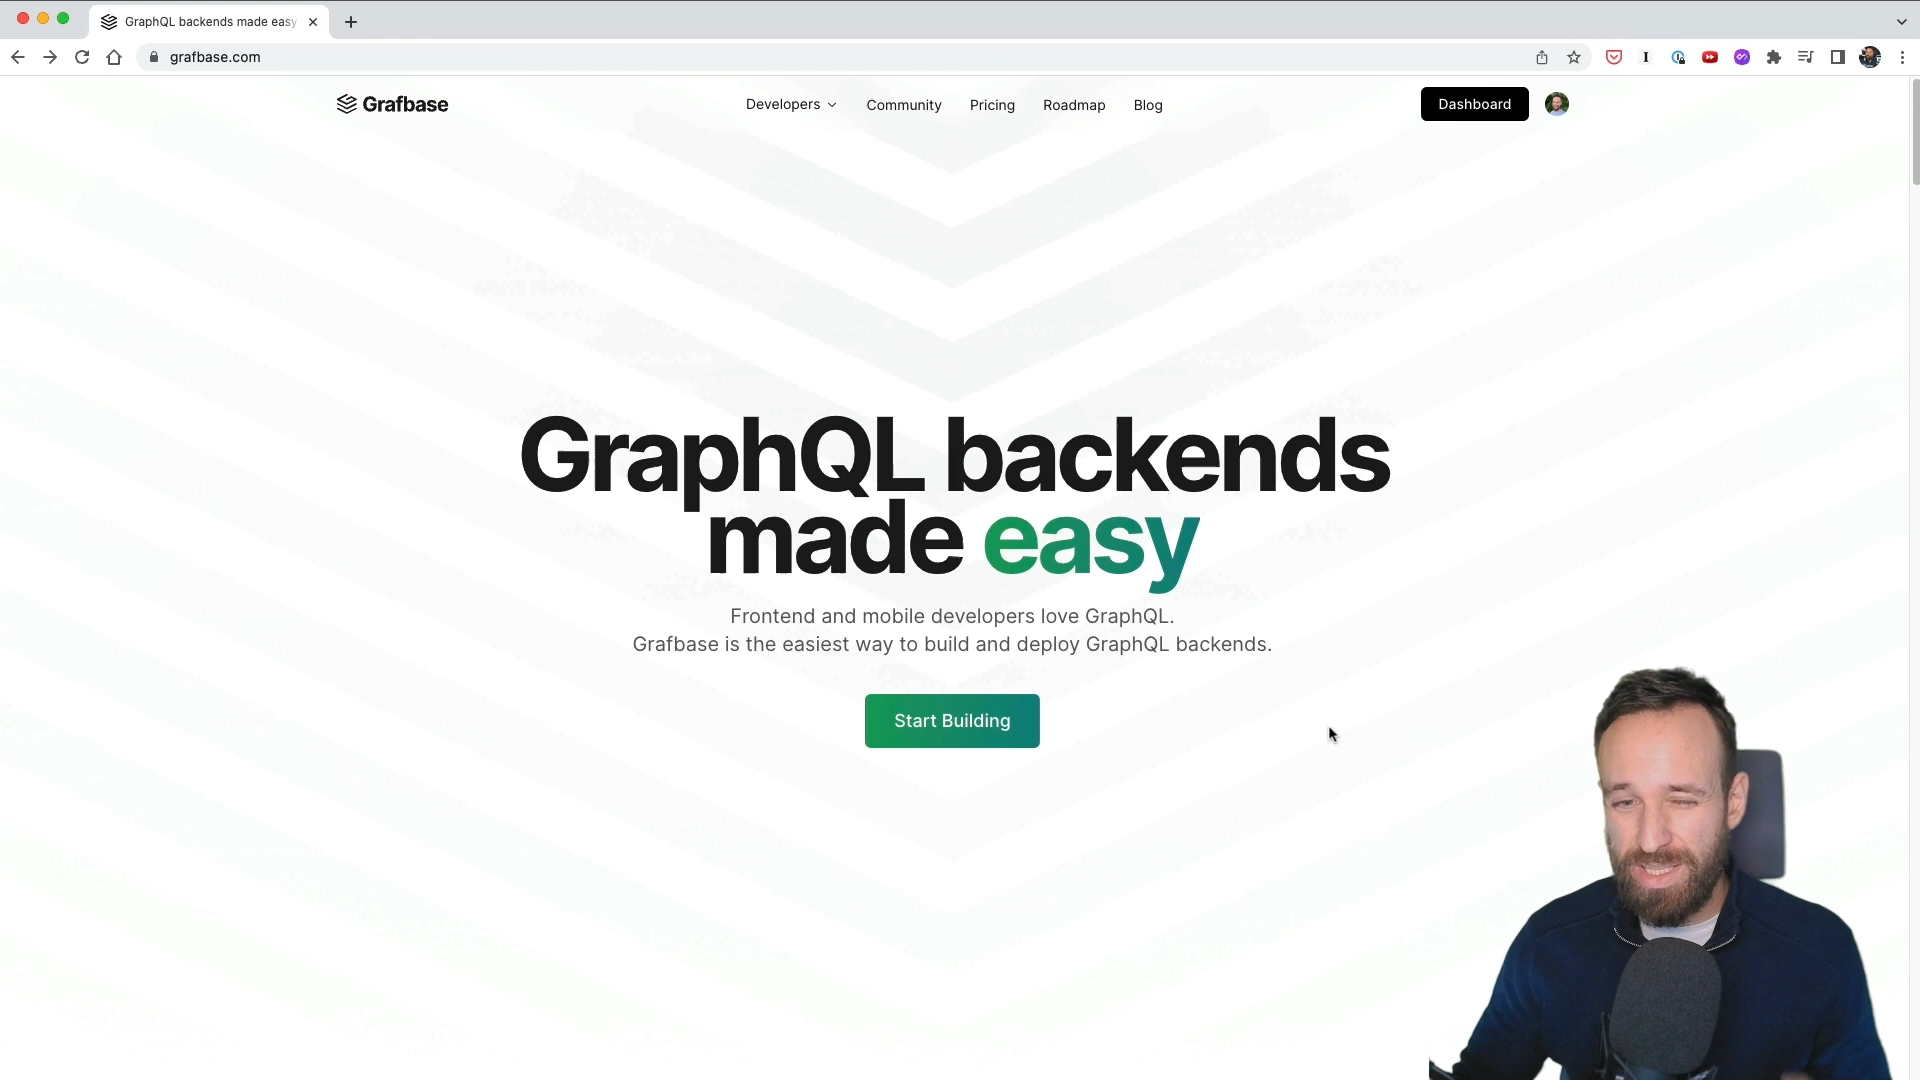 GraphQL backends made easy
grafbase.com
Grafbase
Developers
Community
Pricing
Roadmap
Blog
Dashboard
GraphQL backends
made easy
Frontend and mobile developers love GraphQL.
Grafbase is the easiest way to build and deploy GraphQL backends.
Start Building